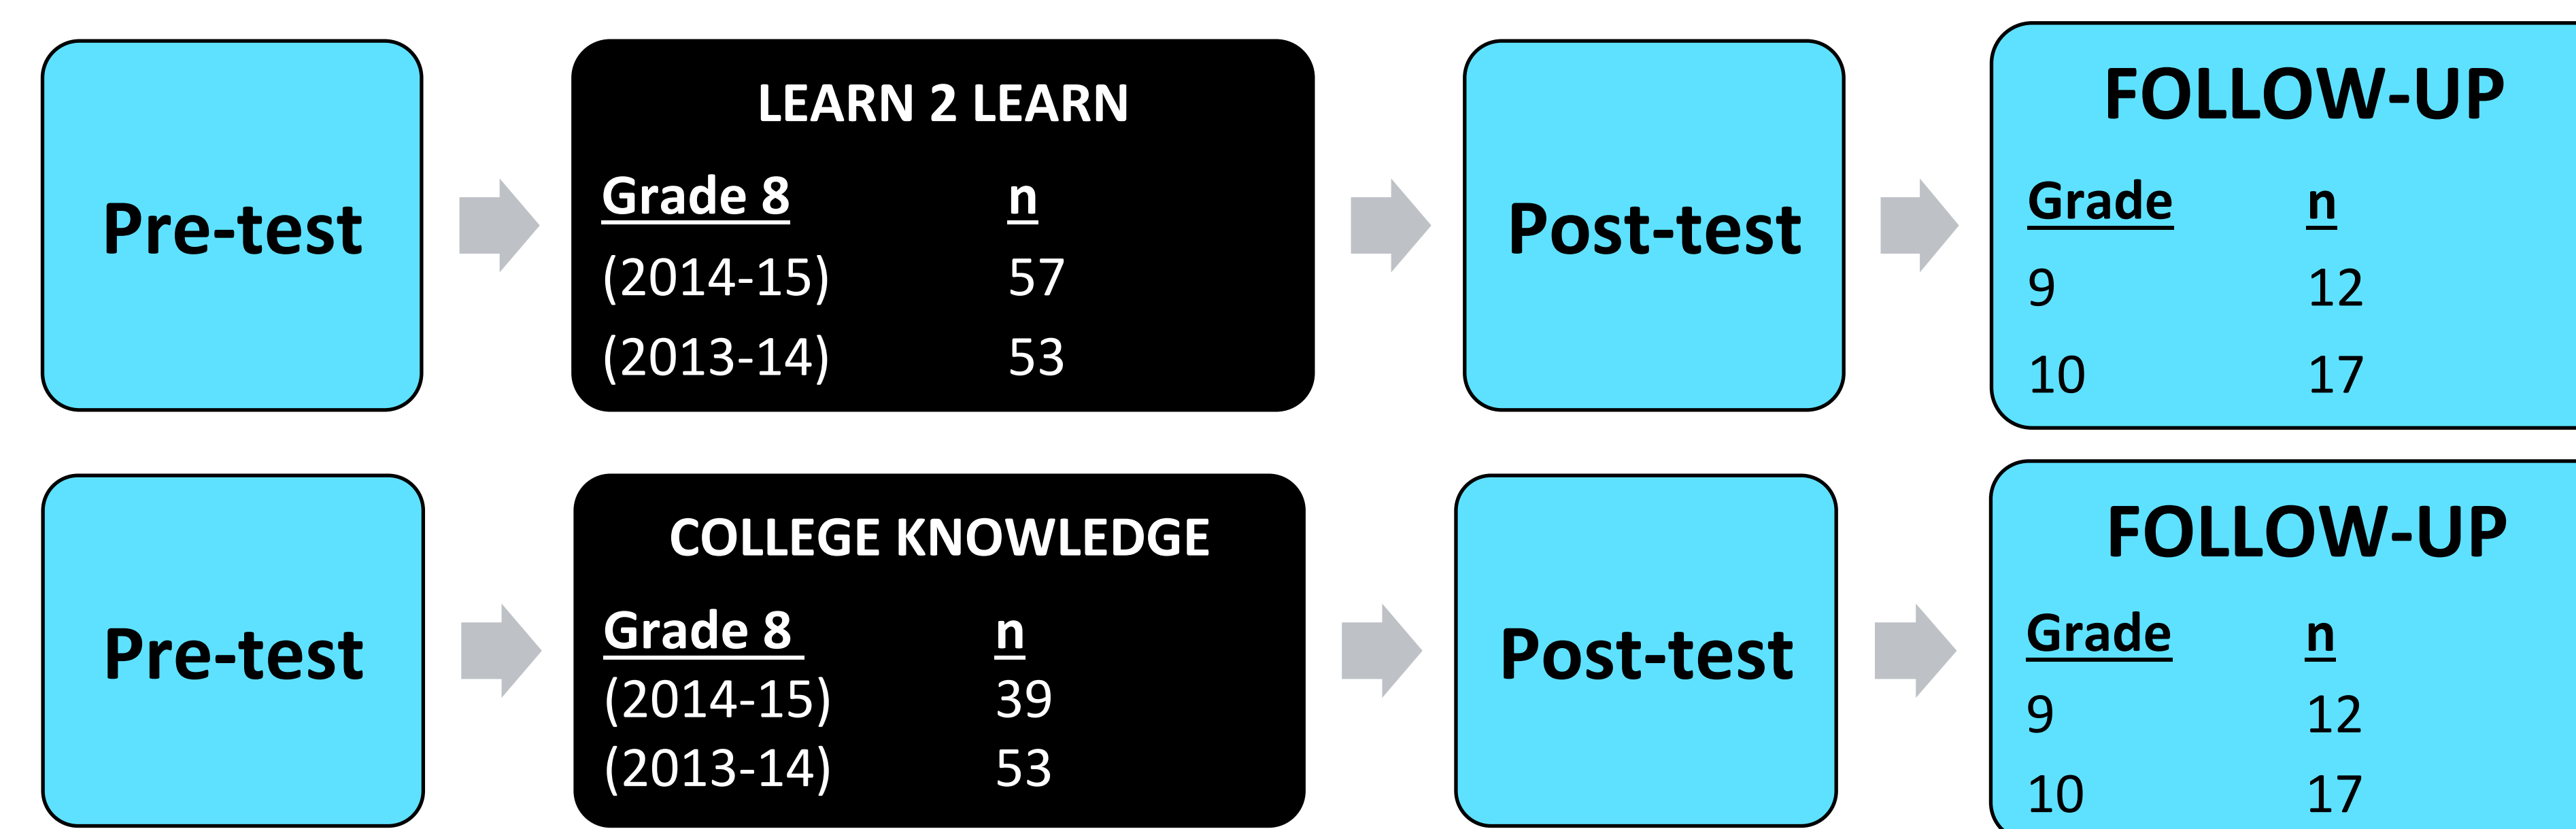 Pre-test
LEARN 2 LEARN
Grade 8 n
(2014-15) 57
(2013-14) 53
Post-test
FOLLOW-UP
Grade n
9 12
10 17
Pre-test
COLLEGE KNOWLEDGE
Grade 8 n
(2014-15) 39
(2013-14) 53
Post-test
FOLLOW-UP
Grade n
9 12
10 17